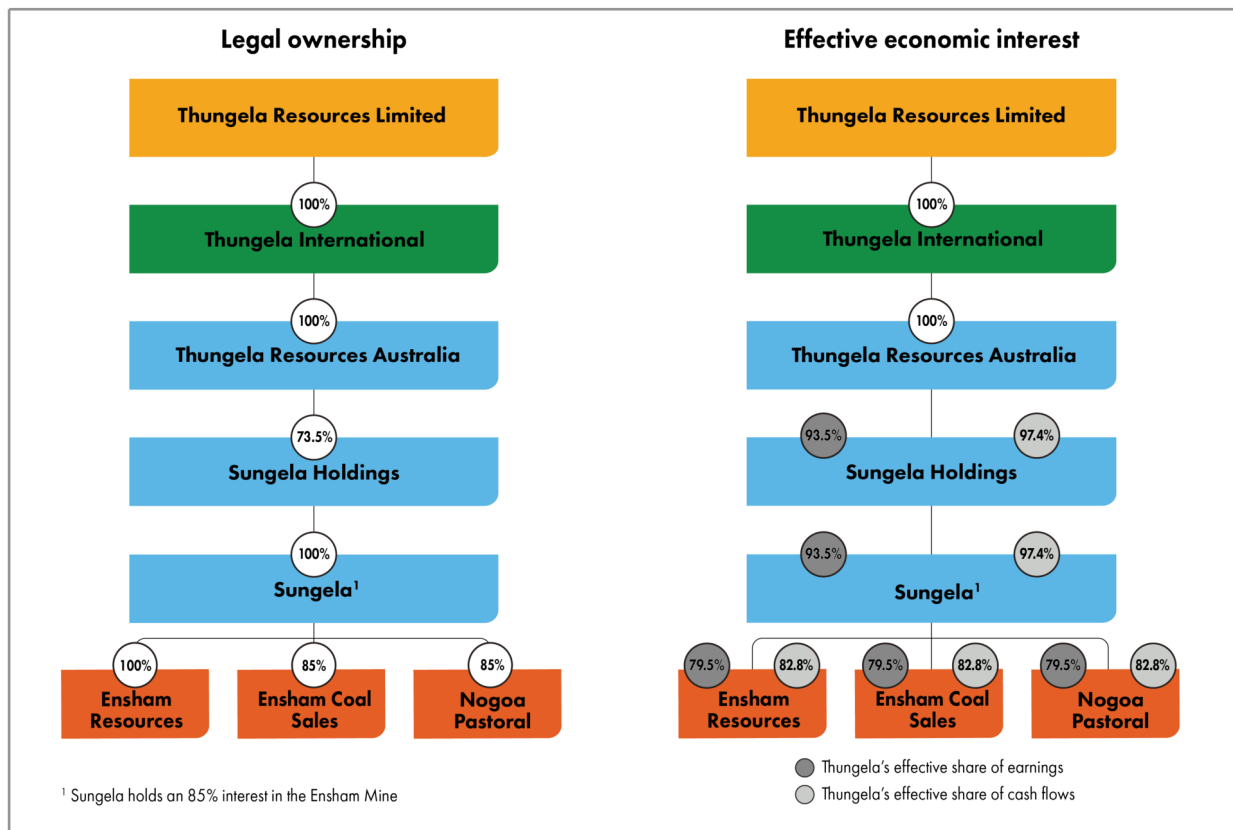 Legal ownership
Thungela Resources Limited
100%
Thungela International
100%
Thungela Resources Australia
73.5%
Sungela Holdings
100%
Sungela¹
100%
Ensham
Resources
85%
Ensham Coal
Sales
85%
Nogoa
Pastoral
¹ Sungela holds an 85% interest in the Ensham Mine
Effective economic interest
Thungela Resources Limited
100%
Thungela International
100%
Thungela Resources Australia
93.5%
97.4%
Sungela Holdings
93.5%
97.4%
Sungela¹
79.5%
82.8%
Ensham
Resources
79.5%
82.8%
Ensham Coal
Sales
79.5%
82.8%
Nogoa
Pastoral
Thungela's effective share of earnings
Thungela's effective share of cash flows